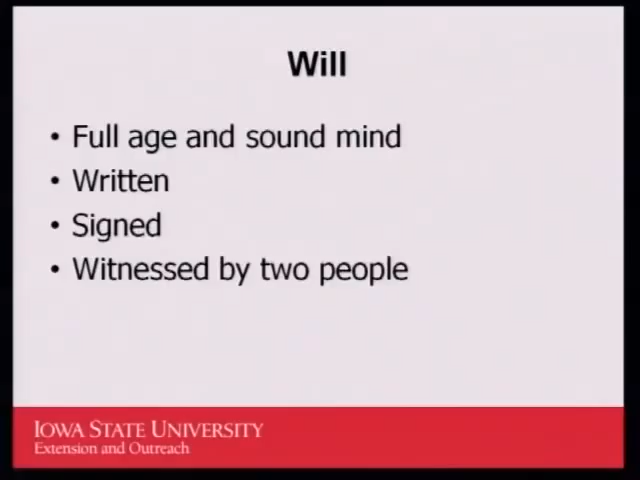 Will
• Full age and sound mind
• Written
• Signed
• Witnessed by two people
IOWA STATE UNIVERSITY
Extension and Outreach